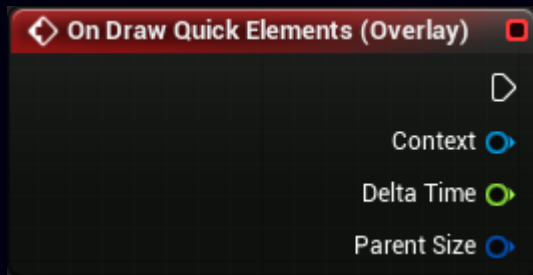 On Draw Quick Elements (Overlay)
Context
Delta Time
Parent Size